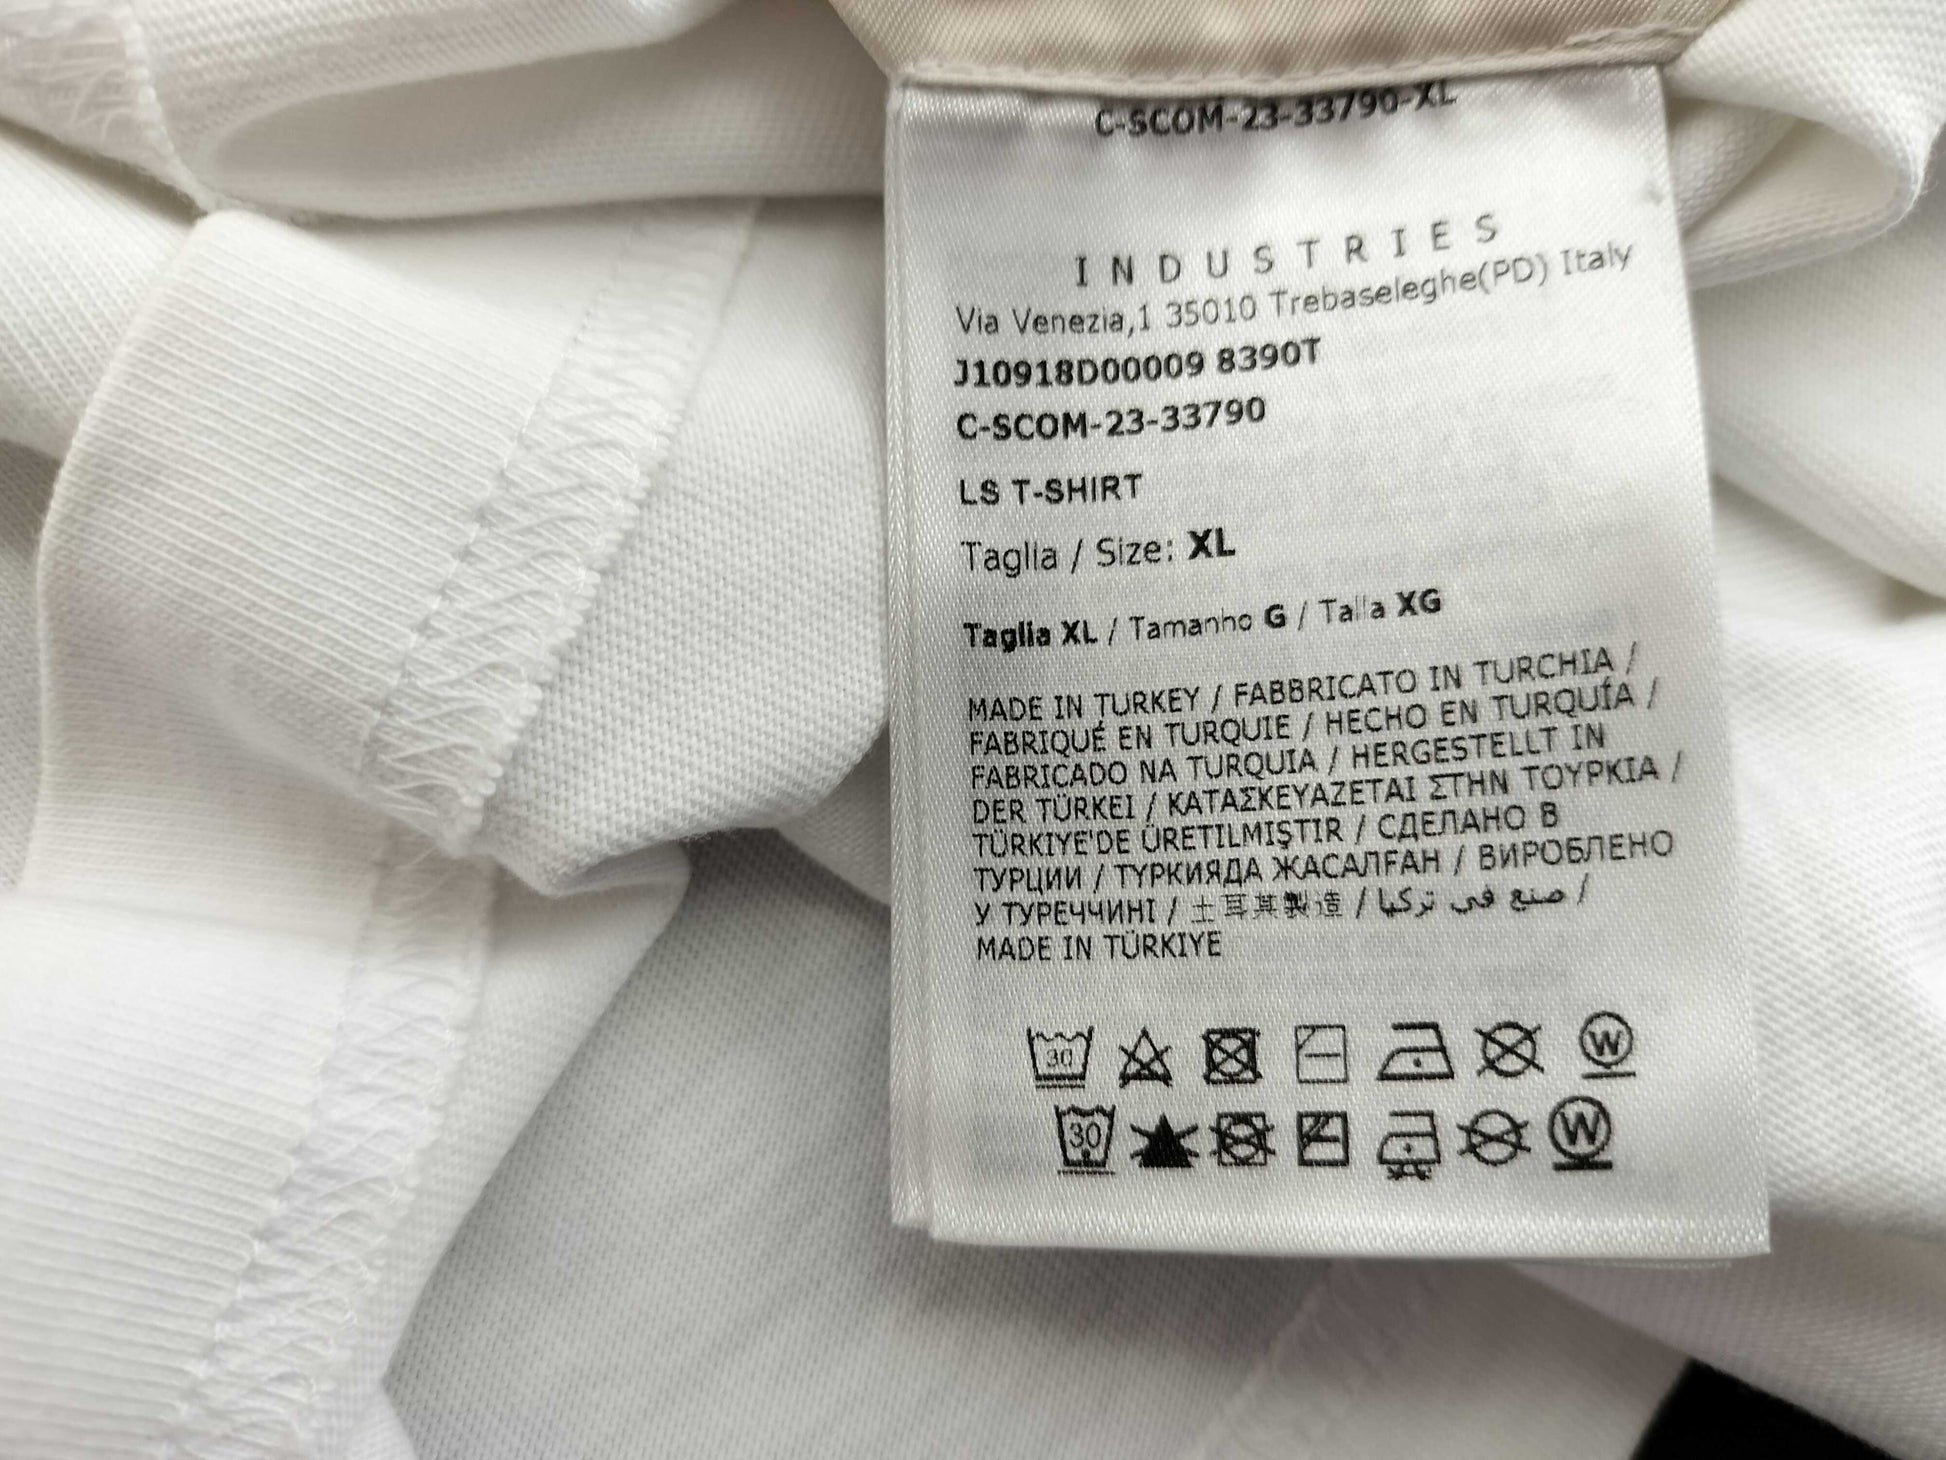 C-SCOM-23-33790-XL
INDUSTRIES
Via Venezia,1 35010 Trebaseleghe(PD) Italy
J10918D00009 8390T
C-SCOM-23-33790
LS T-SHIRT
Taglia / Size: XL
Taglia XL / Tamanho G / Talla XG
MADE IN TURKEY / FABBRICATO IN TURCHIA /
FABRIQUÉ EN TURQUIE / HECHO EN TURQUÍA /
FABRICADO NA TURQUIA / HERGESTELLT IN
DER TÜRKEI / ΚΑΤΑΣΚΕΥΑΖΕΤΑΙ ΣΤΗΝ ΤΟΥΡΚΙΑ /
TÜRKIYE'DE ÜRETILMIŞTIR / СДЕЛАНО В
ТУРЦИИ / ТҮРКИЯДА ЖАСАЛҒАН / ВИРОБЛЕНО
У ТУРЕЧЧИНІ / 土耳其製造 / صنع في تركيا /
MADE IN TÜRKIYE
30 W
30 W